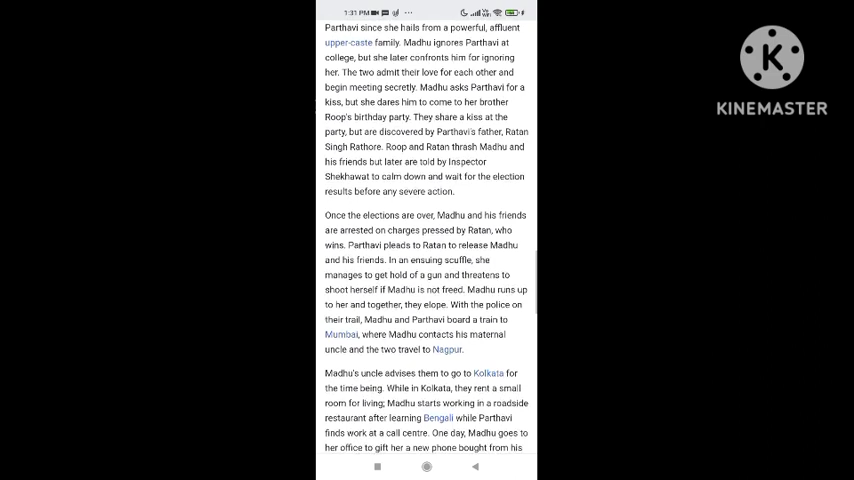 1:31 PM
Parthavi since she hails from a powerful, affluent
upper-caste family. Madhu ignores Parthavi at
college, but she later confronts him for ignoring
her. The two admit their love for each other and
begin meeting secretly. Madhu asks Parthavi for a
kiss, but she dares him to come to her brother
Roop's birthday party. They share a kiss at the
party, but are discovered by Parthavi's father, Ratan
Singh Rathore. Roop and Ratan thrash Madhu and
his friends but later are told by Inspector
Shekhawat to calm down and wait for the election
results before any severe action.
Once the elections are over, Madhu and his friends
are arrested on charges pressed by Ratan, who
wins. Parthavi pleads to Ratan to release Madhu
and his friends. In an ensuing scuffle, she
manages to get hold of a gun and threatens to
shoot herself if Madhu is not freed. Madhu runs up
to her and together, they elope. With the police on
their trail, Madhu and Parthavi board a train to
Mumbai, where Madhu contacts his maternal
uncle and the two travel to Nagpur.
Madhu's uncle advises them to go to Kolkata for
the time being. While in Kolkata, they rent a small
room for living; Madhu starts working in a roadside
restaurant after learning Bengali while Parthavi
finds work at a call centre. One day, Madhu goes to
her office to gift her a new phone bought from his
K
KINEMASTER